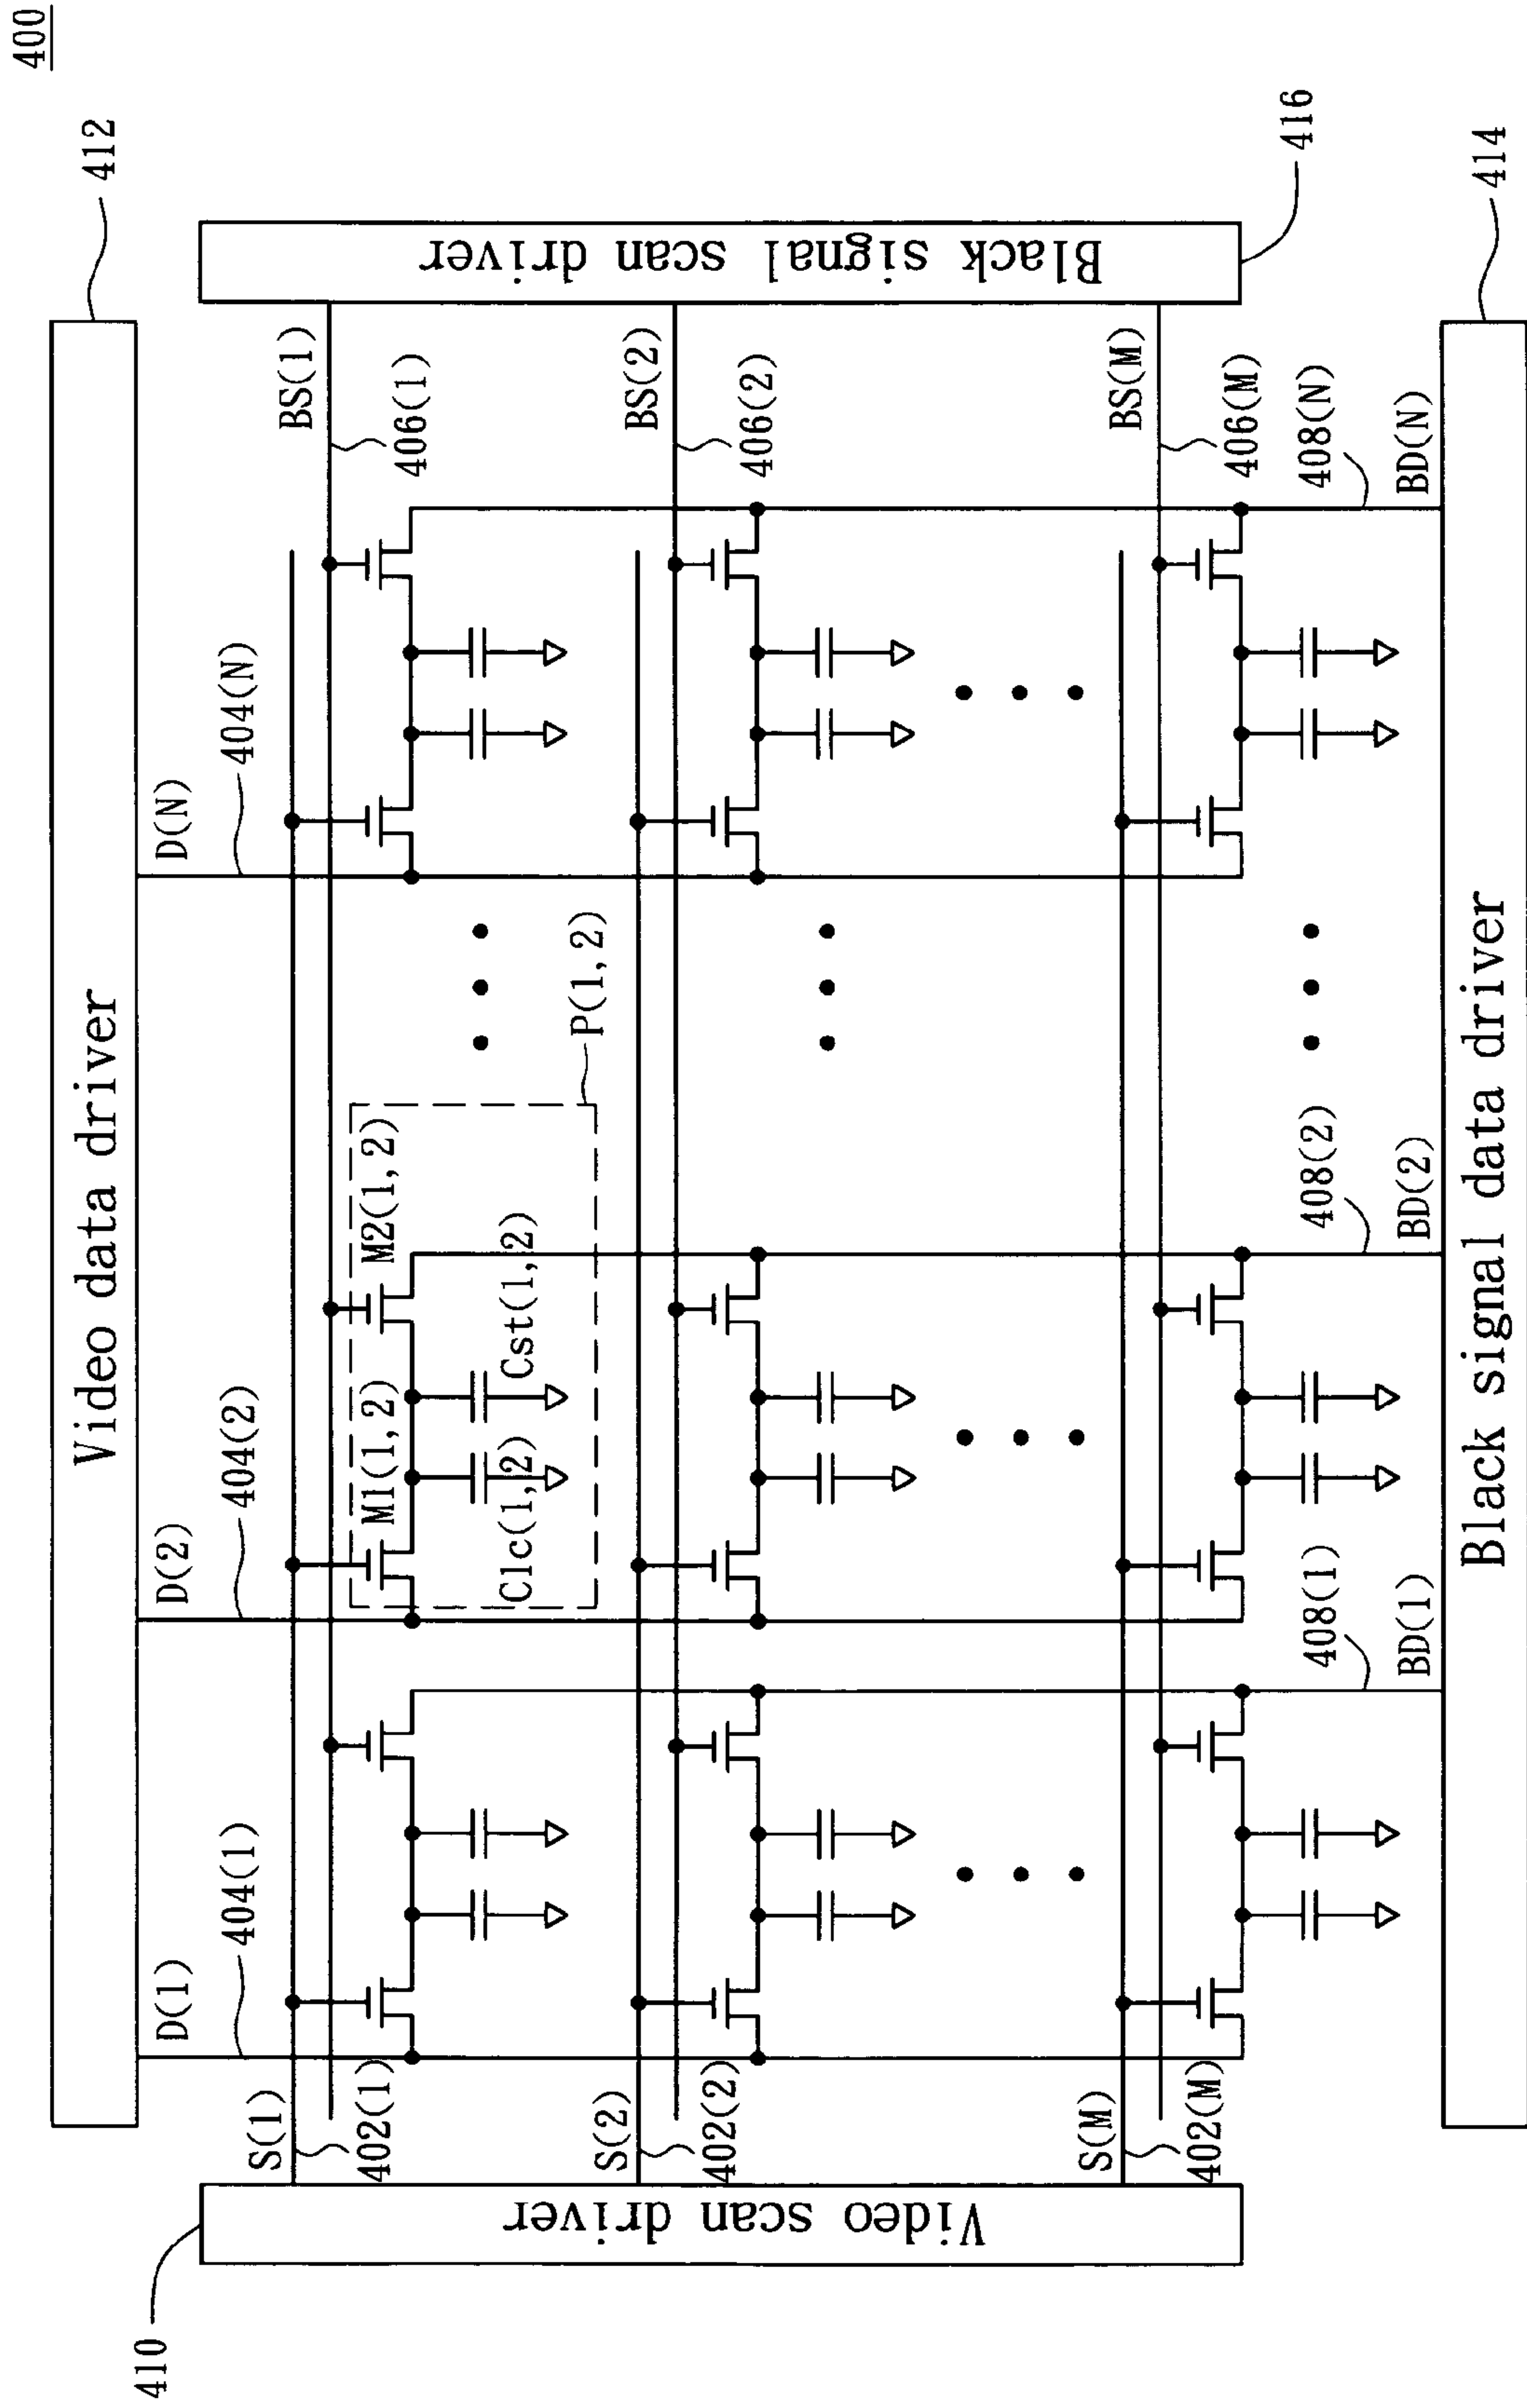 400
Video data driver
412
D(1)
404(1)
D(2)
404(2)
D(N)
404(N)
410
Video scan driver
S(1)
402(1)
BS(1)
406(1)
M1(1,2)
M2(1,2)
Clc(1,2)
Cst(1,2)
P(1,2)
S(2)
402(2)
BS(2)
406(2)
S(M)
402(M)
BS(M)
406(M)
Black signal scan driver
416
408(1)
BD(1)
408(2)
BD(2)
408(N)
BD(N)
Black signal data driver
414